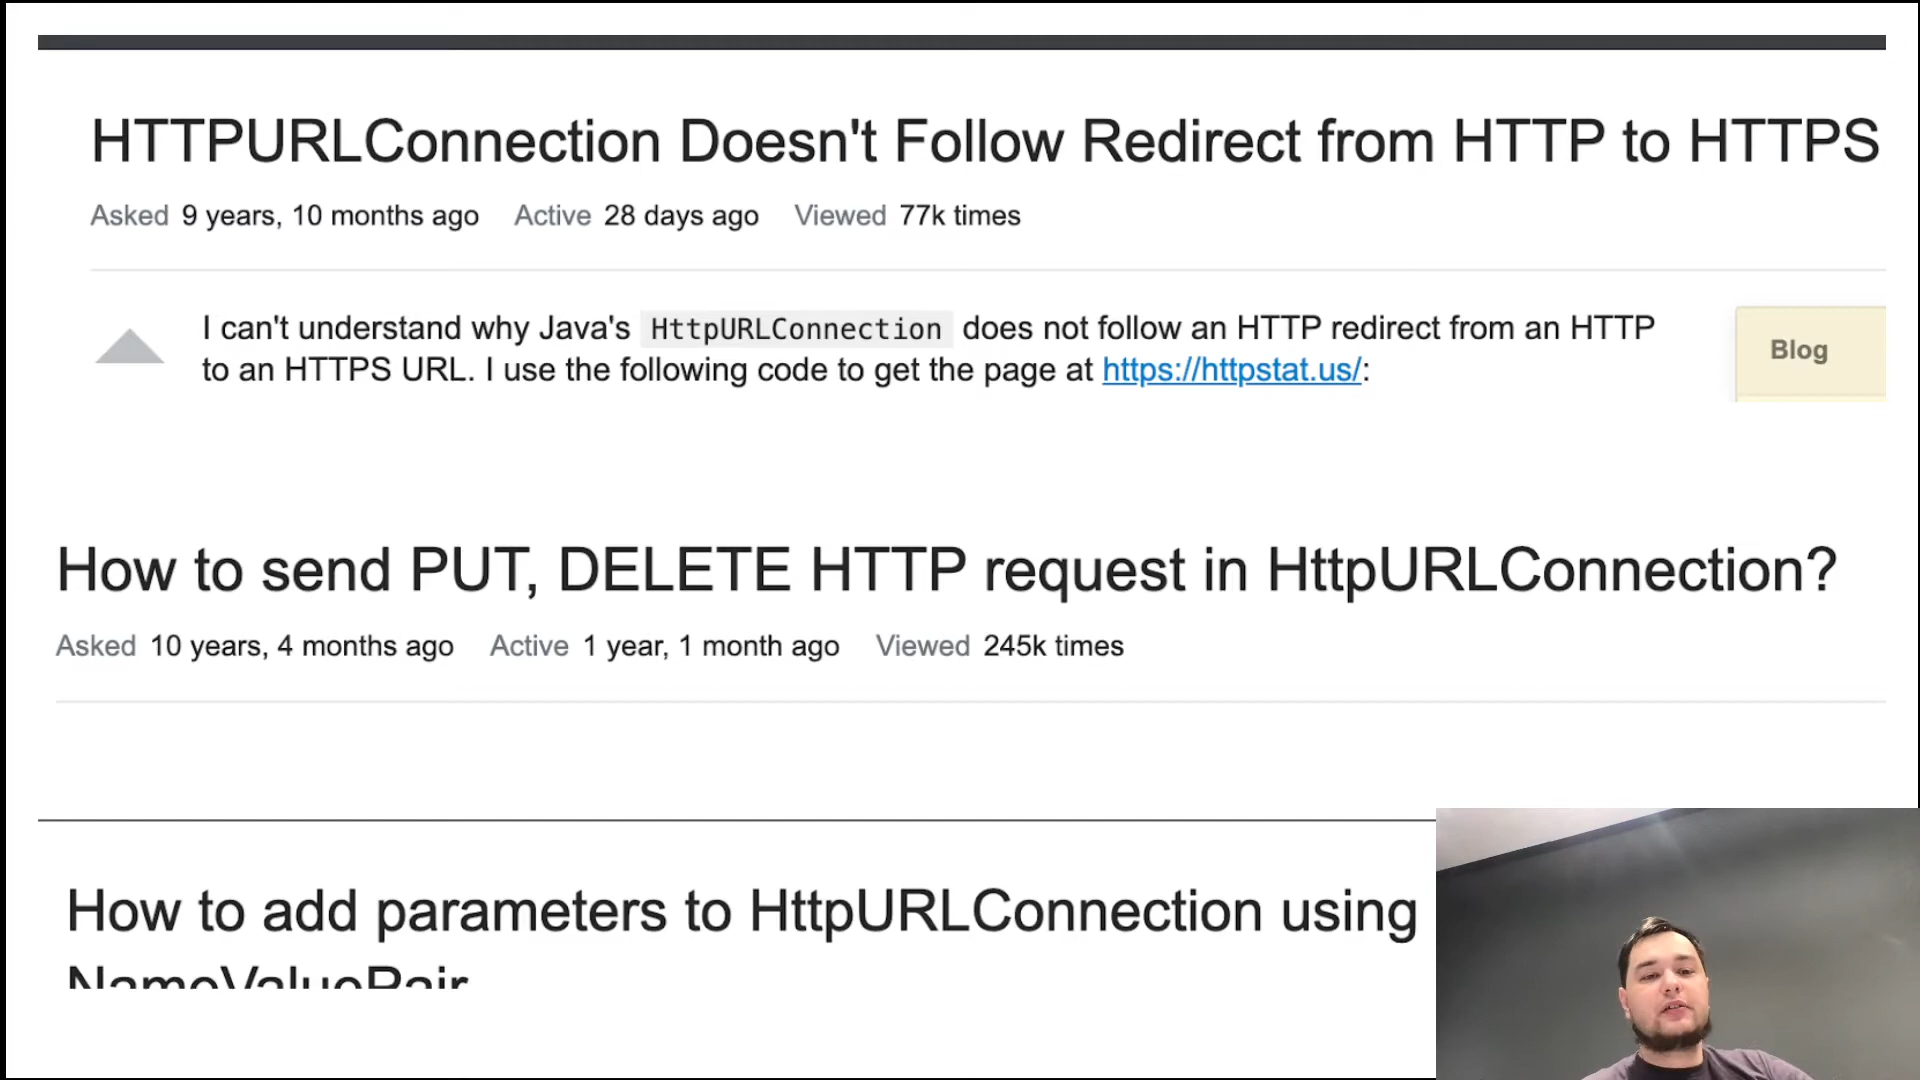 HTTPURLConnection Doesn't Follow Redirect from HTTP to HTTPS
Asked 9 years, 10 months ago Active 28 days ago Viewed 77k times
I can't understand why Java's HttpURLConnection does not follow an HTTP redirect from an HTTP
to an HTTPS URL. I use the following code to get the page at https://httpstat.us/:
Blog
How to send PUT, DELETE HTTP request in HttpURLConnection?
Asked 10 years, 4 months ago Active 1 year, 1 month ago Viewed 245k times
How to add parameters to HttpURLConnection using
NameValuePair